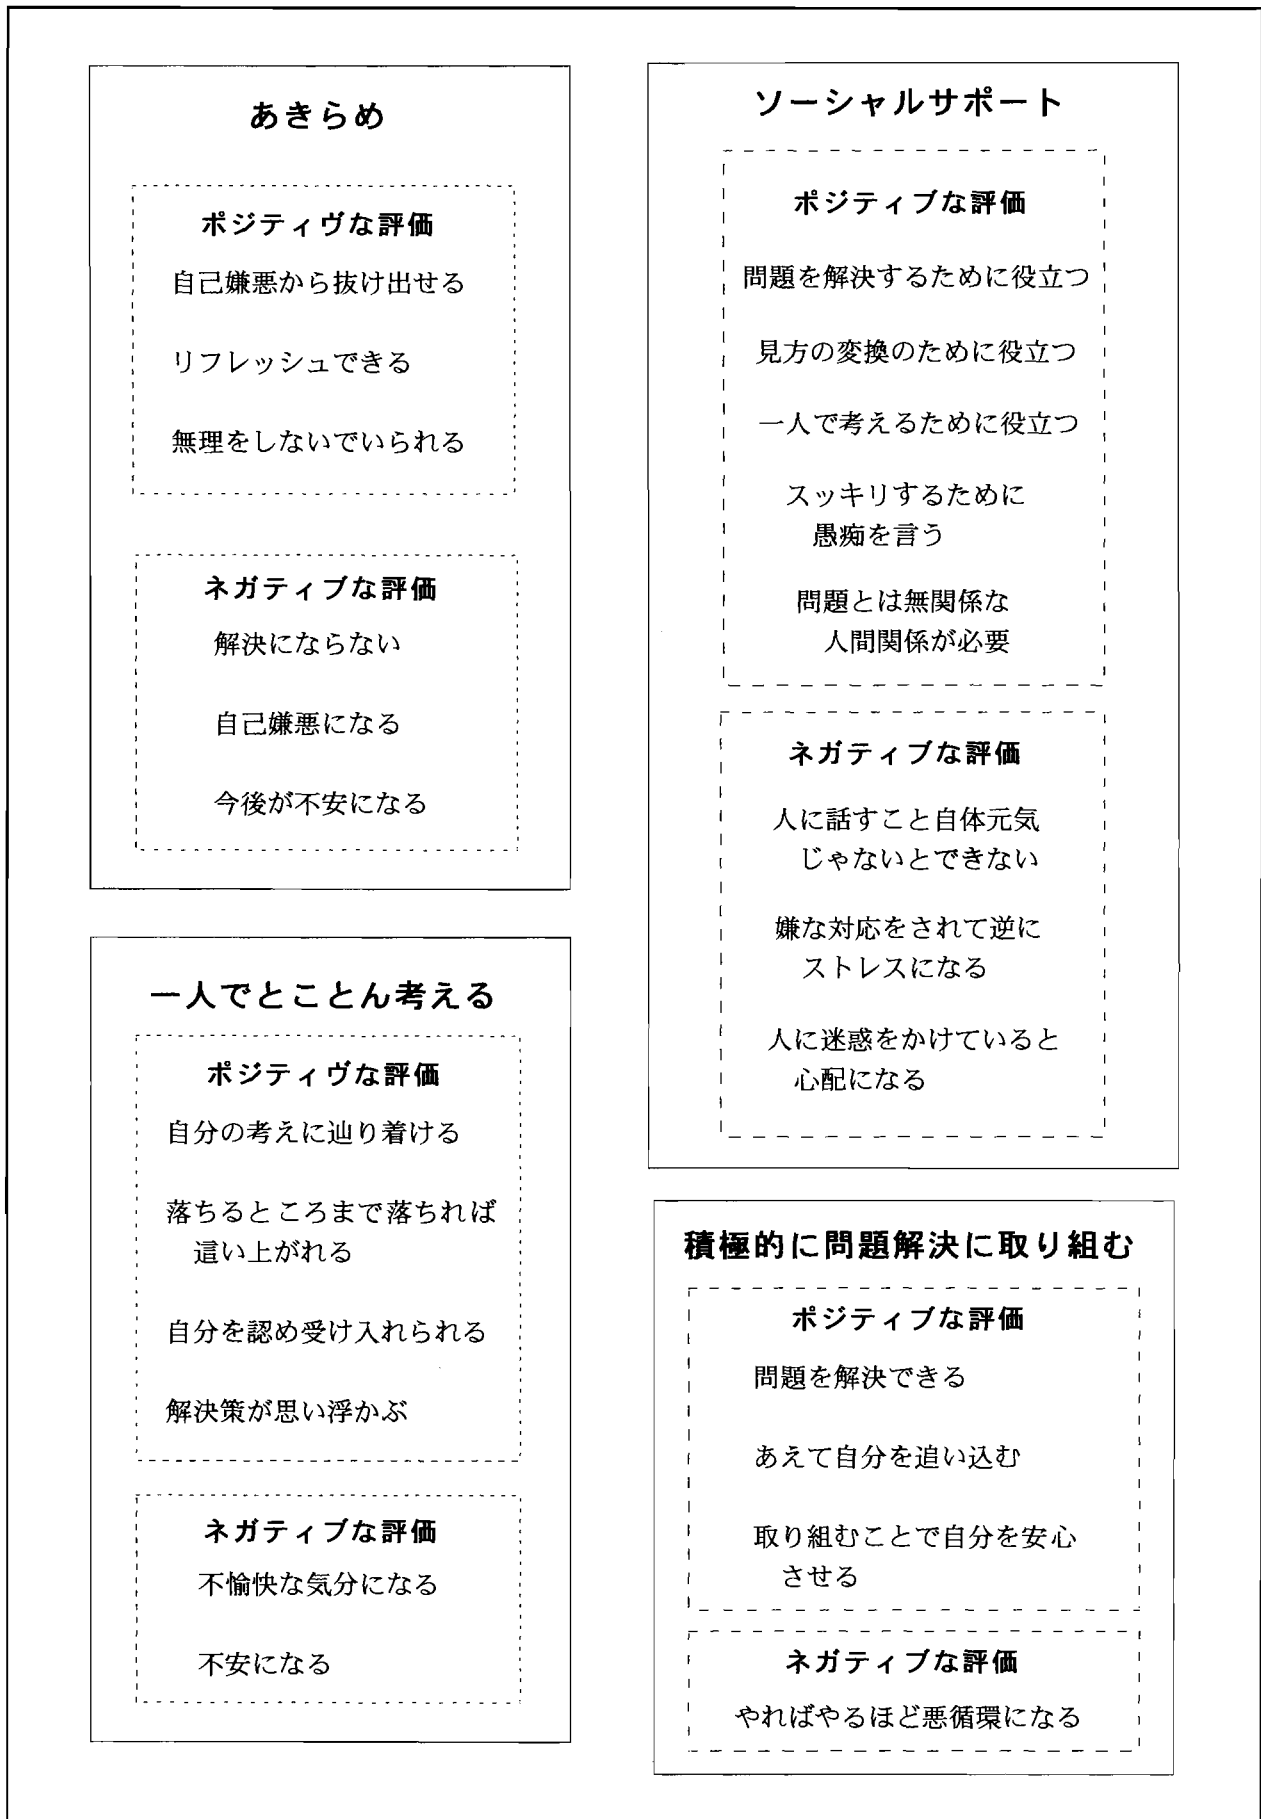 あきらめ
ポジティヴな評価
自己嫌悪から抜け出せる
リフレッシュできる
無理をしないでいられる
ネガティブな評価
解決にならない
自己嫌悪になる
今後が不安になる
一人でとことん考える
ポジティヴな評価
自分の考えに辿り着ける
落ちるところまで落ちれば
這い上がれる
自分を認め受け入れられる
解決策が思い浮かぶ
ネガティブな評価
不愉快な気分になる
不安になる
ソーシャルサポート
ポジティブな評価
問題を解決するために役立つ
見方の変換のために役立つ
一人で考えるために役立つ
スッキリするために
愚痴を言う
問題とは無関係な
人間関係が必要
ネガティブな評価
人に話すこと自体元気
じゃないとできない
嫌な対応をされて逆に
ストレスになる
人に迷惑をかけていると
心配になる
積極的に問題解決に取り組む
ポジティブな評価
問題を解決できる
あえて自分を追い込む
取り組むことで自分を安心
させる
ネガティブな評価
やればやるほど悪循環になる